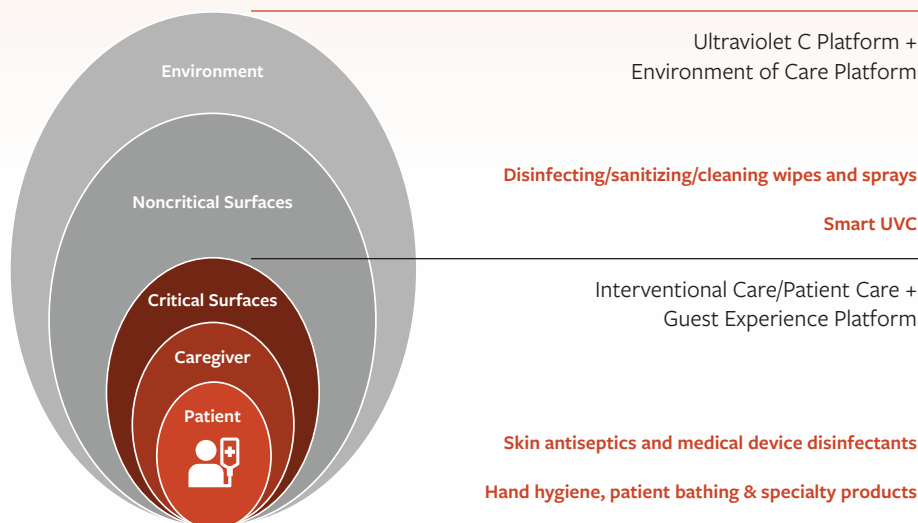 Environment
Noncritical Surfaces
Critical Surfaces
Caregiver
Patient
Ultraviolet C Platform +
Environment of Care Platform
Disinfecting/sanitizing/cleaning wipes and sprays
Smart UVC
Interventional Care/Patient Care +
Guest Experience Platform
Skin antiseptics and medical device disinfectants
Hand hygiene, patient bathing & specialty products